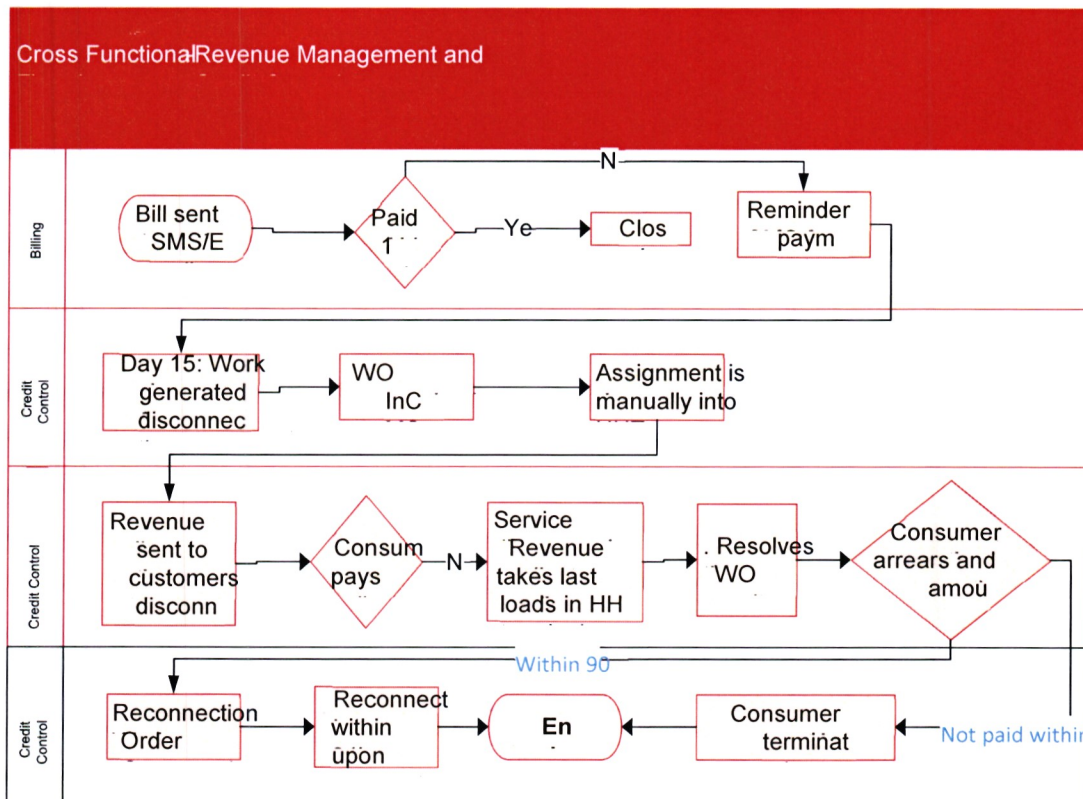 Cross Functional-Revenue Management and
Billing
N
Bill sent
SMS/E
Paid
1
Ye
Clos
Reminder
paym
Credit
Control
Day 15: Work
generated
disconnec
WO
InC
Assignment is
manually into
Credit Control
Revenue
sent to
customers
disconn
Consum
pays
N
Service
Revenue
takes last
loads in HH
Resolves
WO
Consumer
arrears and
amou
Within 90
Credit
Control
Reconnection
Order
Reconnect
within
upon
En
Consumer
terminat
Not paid within